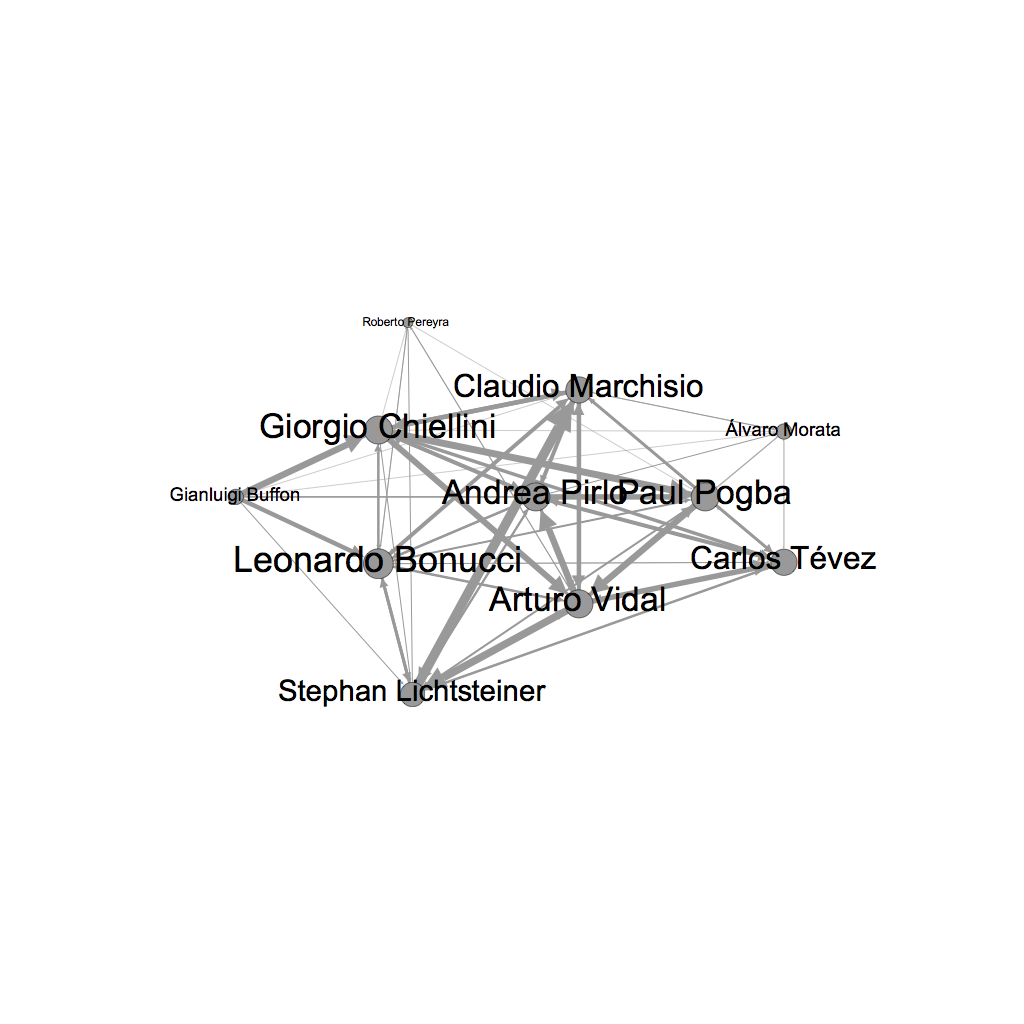 Roberto Pereyra
Claudio Marchisio
Giorgio Chiellini
Álvaro Morata
Gianluigi Buffon
Andrea Pirlo
Paul Pogba
Leonardo Bonucci
Carlos Tévez
Arturo Vidal
Stephan Lichtsteiner